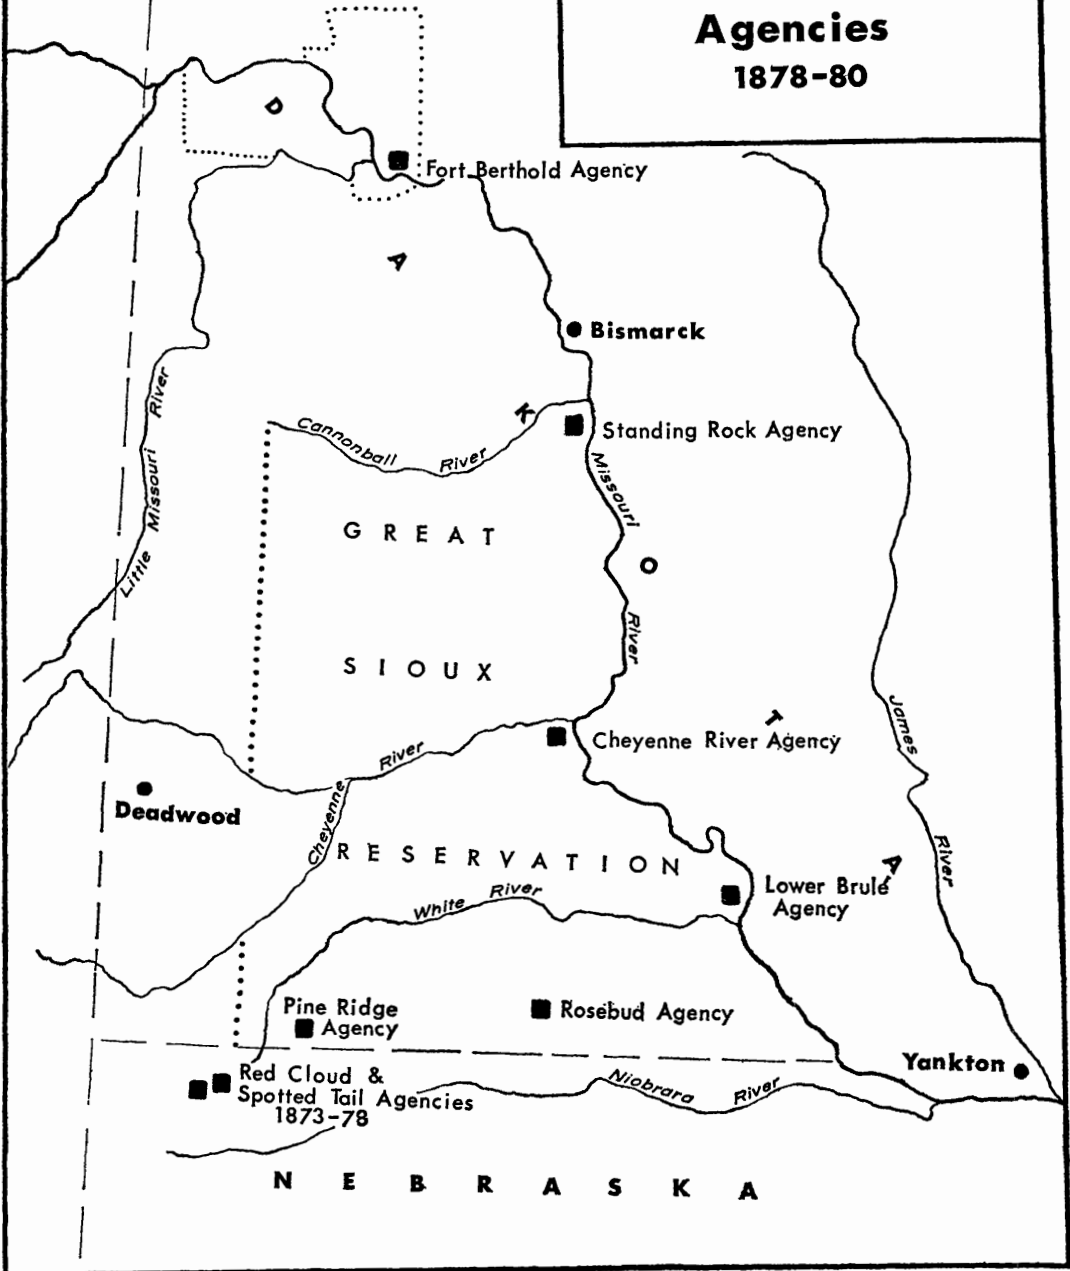 Agencies
1878-80
D
Fort Berthold Agency
A
Bismarck
K
Standing Rock Agency
Cannonball River
Little Missouri River
Missouri River
GREAT
O
SIOUX
T
Cheyenne River Agency
James River
Cheyenne River
Deadwood
RESERVATION
A
Lower Brule
Agency
White River
Pine Ridge
Agency
Rosebud Agency
Yankton
Red Cloud &
Spotted Tail Agencies
1873-78
Niobrara River
NEBRASKA